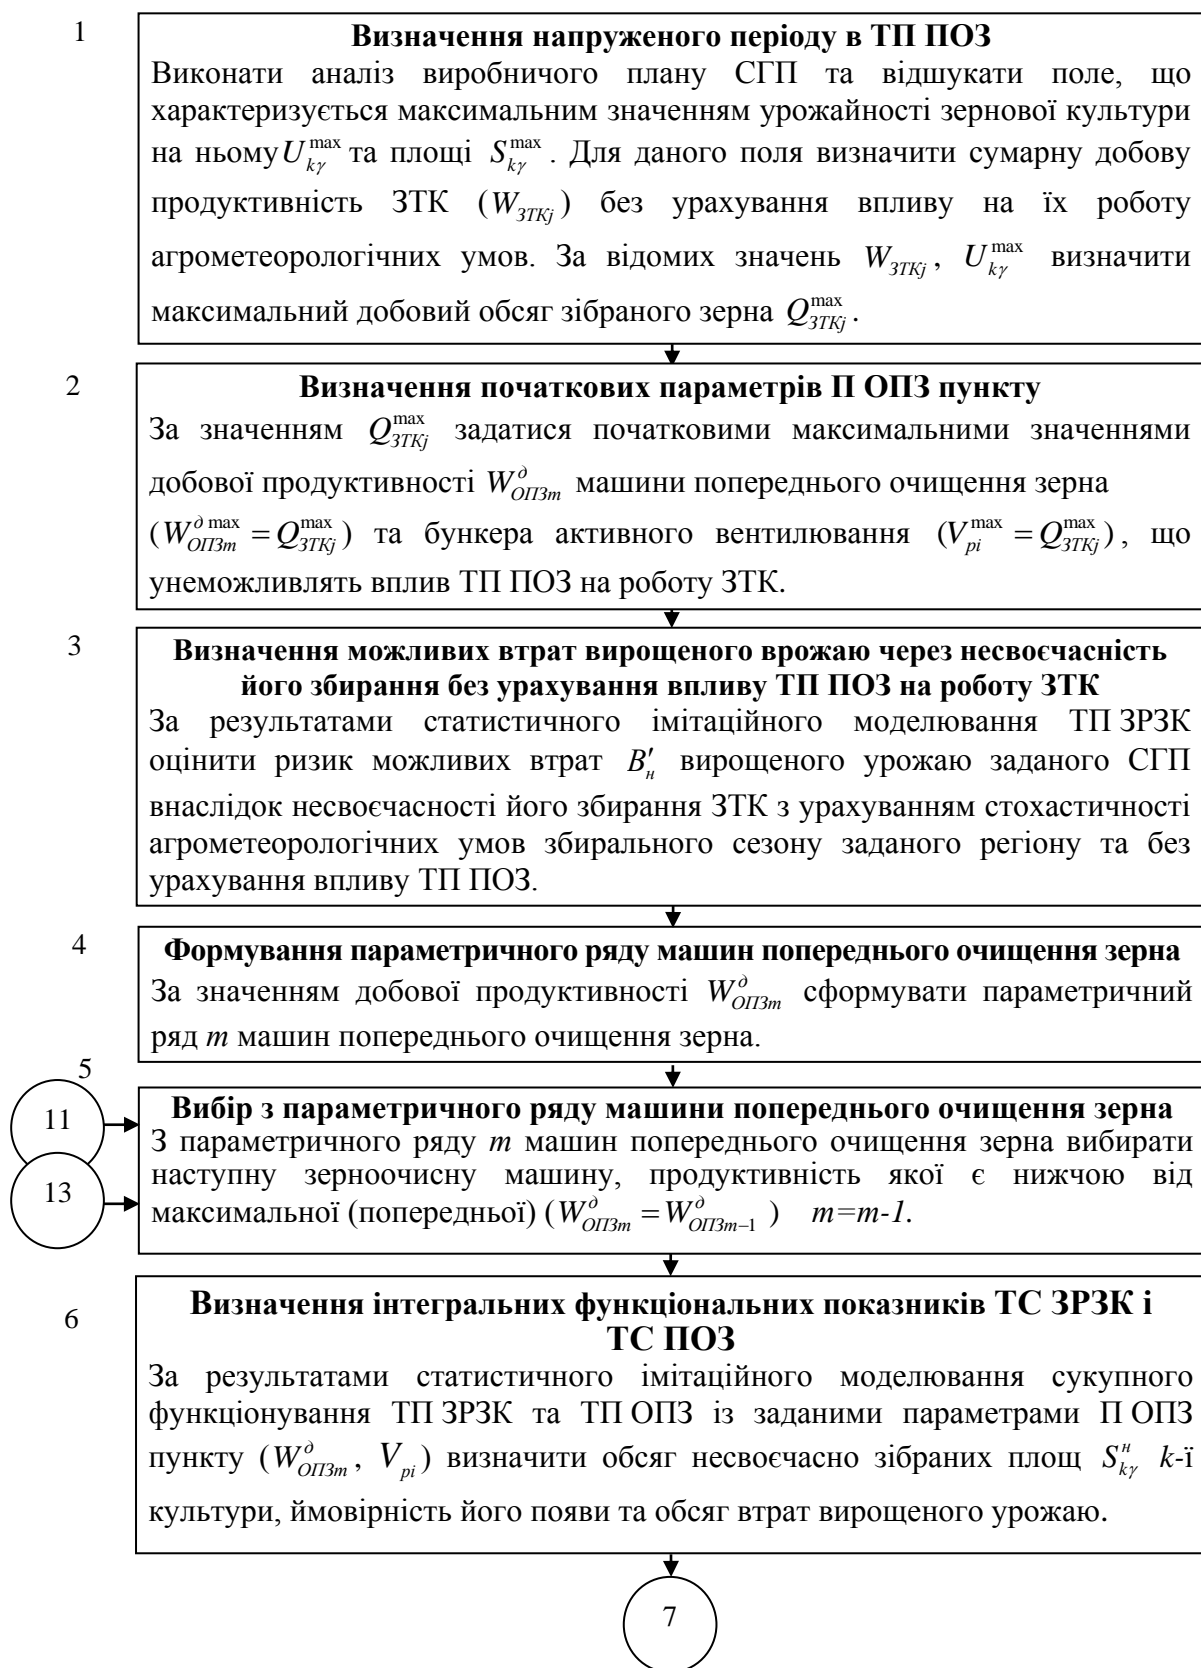 1
Визначення напруженого періоду в ТП ПОЗ
Виконати аналіз виробничого плану СГП та відшукати поле, що
характеризується максимальним значенням урожайності зернової культури
на ньому U_{kγ}^{max} та площі S_{kγ}^{max}. Для даного поля визначити сумарну добову
продуктивність ЗТК (W_{ЗТКj}) без урахування впливу на їх роботу
агрометеорологічних умов. За відомих значень W_{ЗТКj}, U_{kγ}^{max} визначити
максимальний добовий обсяг зібраного зерна Q_{ЗТКj}^{max}.
2
Визначення початкових параметрів П ОПЗ пункту
За значенням Q_{ЗТКj}^{max} задатися початковими максимальними значеннями
добової продуктивності W_{ОПЗm}^{д} машини попереднього очищення зерна
(W_{ОПЗm}^{д max} = Q_{ЗТКj}^{max}) та бункера активного вентилювання (V_{pi}^{max} = Q_{ЗТКj}^{max}), що
унеможливлять вплив ТП ПОЗ на роботу ЗТК.
3
Визначення можливих втрат вирощеного врожаю через несвоєчасність
його збирання без урахування впливу ТП ПОЗ на роботу ЗТК
За результатами статистичного імітаційного моделювання ТП ЗРЗК
оцінити ризик можливих втрат B'_{н} вирощеного урожаю заданого СГП
внаслідок несвоєчасності його збирання ЗТК з урахуванням стохастичності
агрометеорологічних умов збирального сезону заданого регіону та без
урахування впливу ТП ПОЗ.
4
Формування параметричного ряду машин попереднього очищення зерна
За значенням добової продуктивності W_{ОПЗm}^{д} сформувати параметричний
ряд m машин попереднього очищення зерна.
5
11
13
Вибір з параметричного ряду машини попереднього очищення зерна
З параметричного ряду m машин попереднього очищення зерна вибирати
наступну зерноочисну машину, продуктивність якої є нижчою від
максимальної (попередньої) (W_{ОПЗm}^{д} = W_{ОПЗm–1}^{д} ) m=m-1.
6
Визначення інтегральних функціональних показників ТС ЗРЗК і
ТС ПОЗ
За результатами статистичного імітаційного моделювання сукупного
функціонування ТП ЗРЗК та ТП ОПЗ із заданими параметрами П ОПЗ
пункту (W_{ОПЗm}^{д}, V_{pi}) визначити обсяг несвоєчасно зібраних площ S_{kγ}^{н} k-ї
культури, ймовірність його появи та обсяг втрат вирощеного урожаю.
7